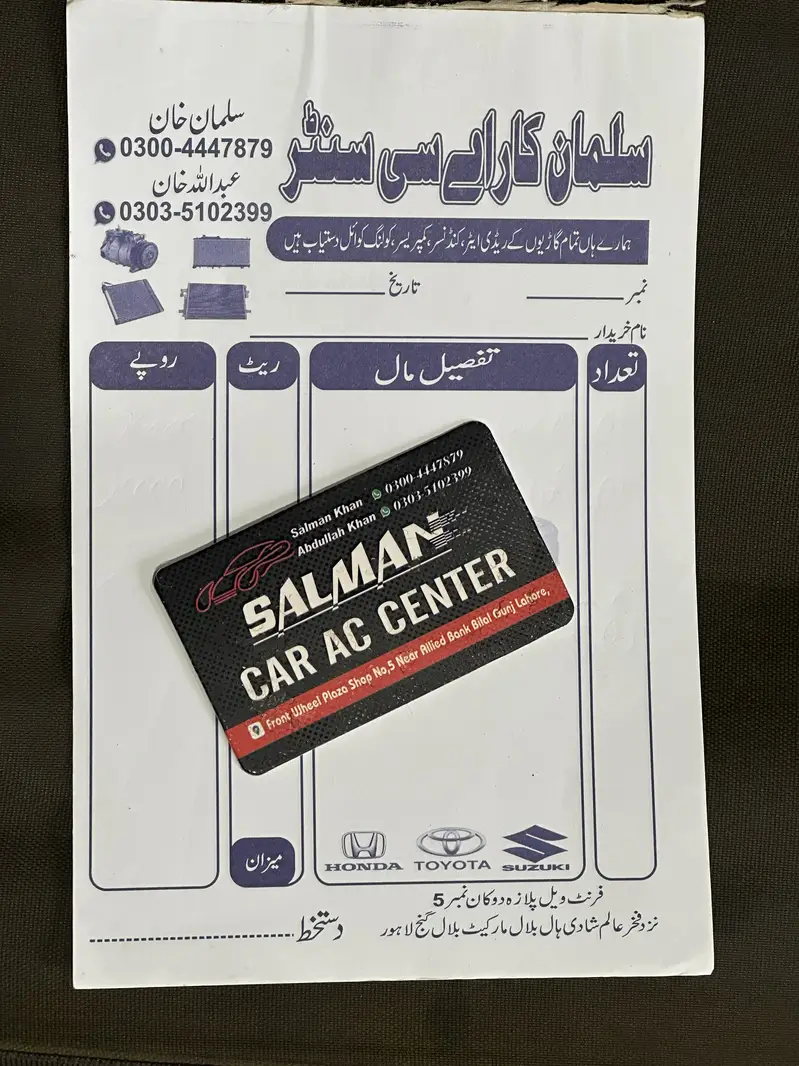 سلمان کار اے سی سنٹر
سلمان خان
0300-4447879
عبداللہ خان
0303-5102399
ہمارے ہاں تمام گاڑیوں کے ریڈی ایٹر، کنڈنسر، کمپریسر، کولنگ کوائل دستیاب ہیں
نمبر تاریخ
نام خریدار
تعداد تفصیل مال ریٹ روپے
Salman Khan 0300-4447879
Abdullah Khan 0303-5102399
SALMAN
CAR AC CENTER
Front Wheel Plaza Shop No,5 Near Allied Bank Bilal Gunj Lahore,
میزان
HONDA TOYOTA SUZUKI
فرنٹ ویل پلازہ دوکان نمبر 5
نزد فخر عالم شادی ہال بلال مارکیٹ بلال گنج لاہور
دستخط